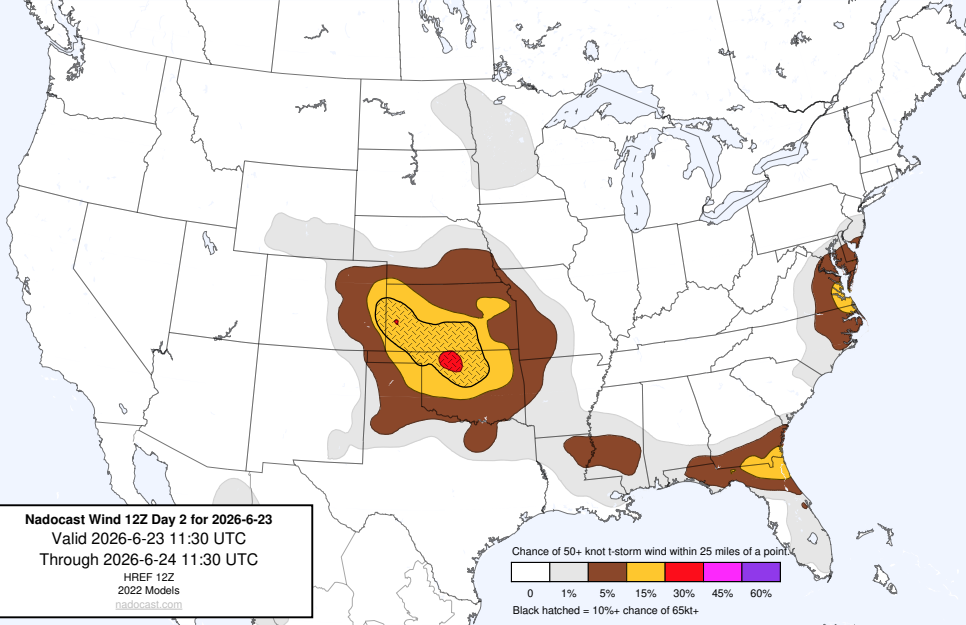 Nadocast Wind 12Z Day 2 for 2026-6-23
Valid 2026-6-23 11:30 UTC
Through 2026-6-24 11:30 UTC
HREF 12Z
2022 Models
nadocast.com
Chance of 50+ knot t-storm wind within 25 miles of a point.
0 1% 5% 15% 30% 45% 60%
Black hatched = 10%+ chance of 65kt+